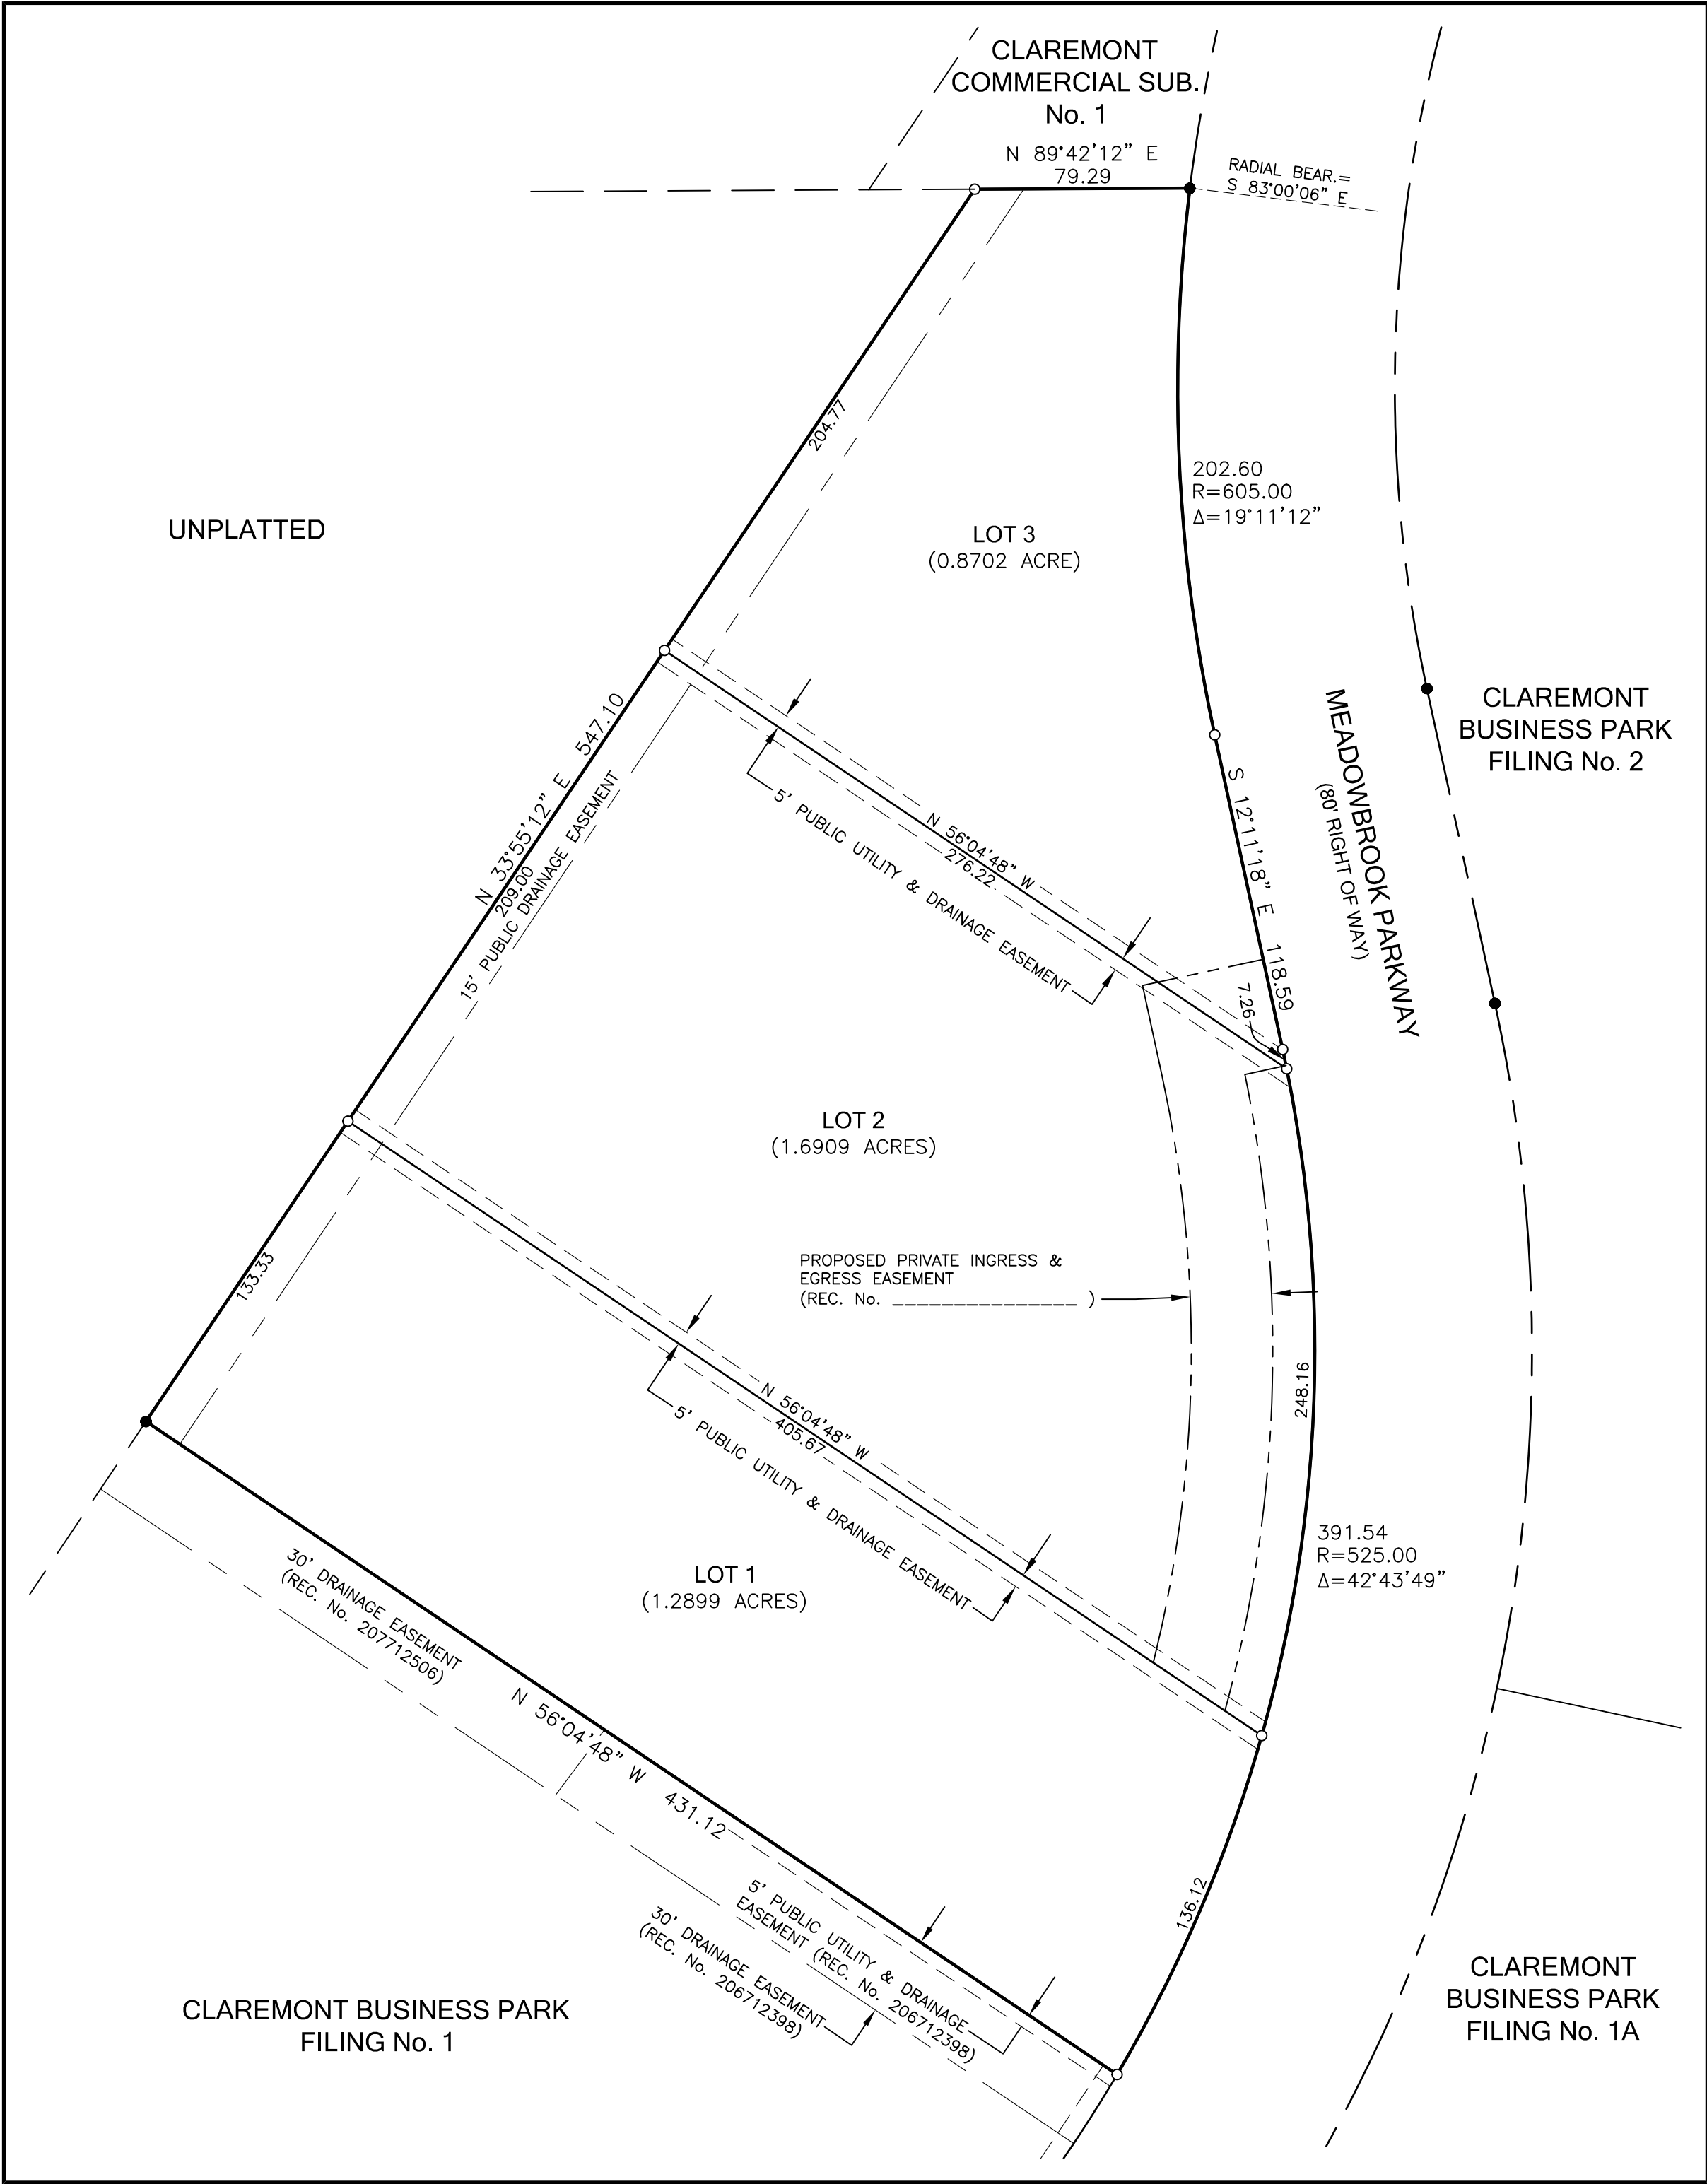 CLAREMONT
COMMERCIAL SUB.
No. 1
N 89°42'12” E
79.29
RADIAL BEAR.=
S 83°00'06” E
204.77
202.60
R=605.00
Δ=19°11'12”
UNPLATTED
LOT 3
(0.8702 ACRE)
N 33°55'12” E 547.10
209.00
15' PUBLIC DRAINAGE EASEMENT
CLAREMONT
BUSINESS PARK
FILING No. 2
MEADOWBROOK PARKWAY
(80' RIGHT OF WAY)
S 12°11'18” E 118.59
7.26
N 56°04'48” W
276.22
5' PUBLIC UTILITY & DRAINAGE EASEMENT
LOT 2
(1.6909 ACRES)
PROPOSED PRIVATE INGRESS &
EGRESS EASEMENT
(REC. No. _______________ )
133.33
248.16
N 56°04'48” W
405.67
5' PUBLIC UTILITY & DRAINAGE EASEMENT
391.54
R=525.00
Δ=42°43'49”
LOT 1
(1.2899 ACRES)
30' DRAINAGE EASEMENT
(REC. No. 207712506)
N 56°04'48” W 431.12
136.12
5' PUBLIC UTILITY & DRAINAGE
EASEMENT (REC. No. 206712398)
30' DRAINAGE EASEMENT
(REC. No. 206712398)
CLAREMONT BUSINESS PARK
FILING No. 1
CLAREMONT
BUSINESS PARK
FILING No. 1A